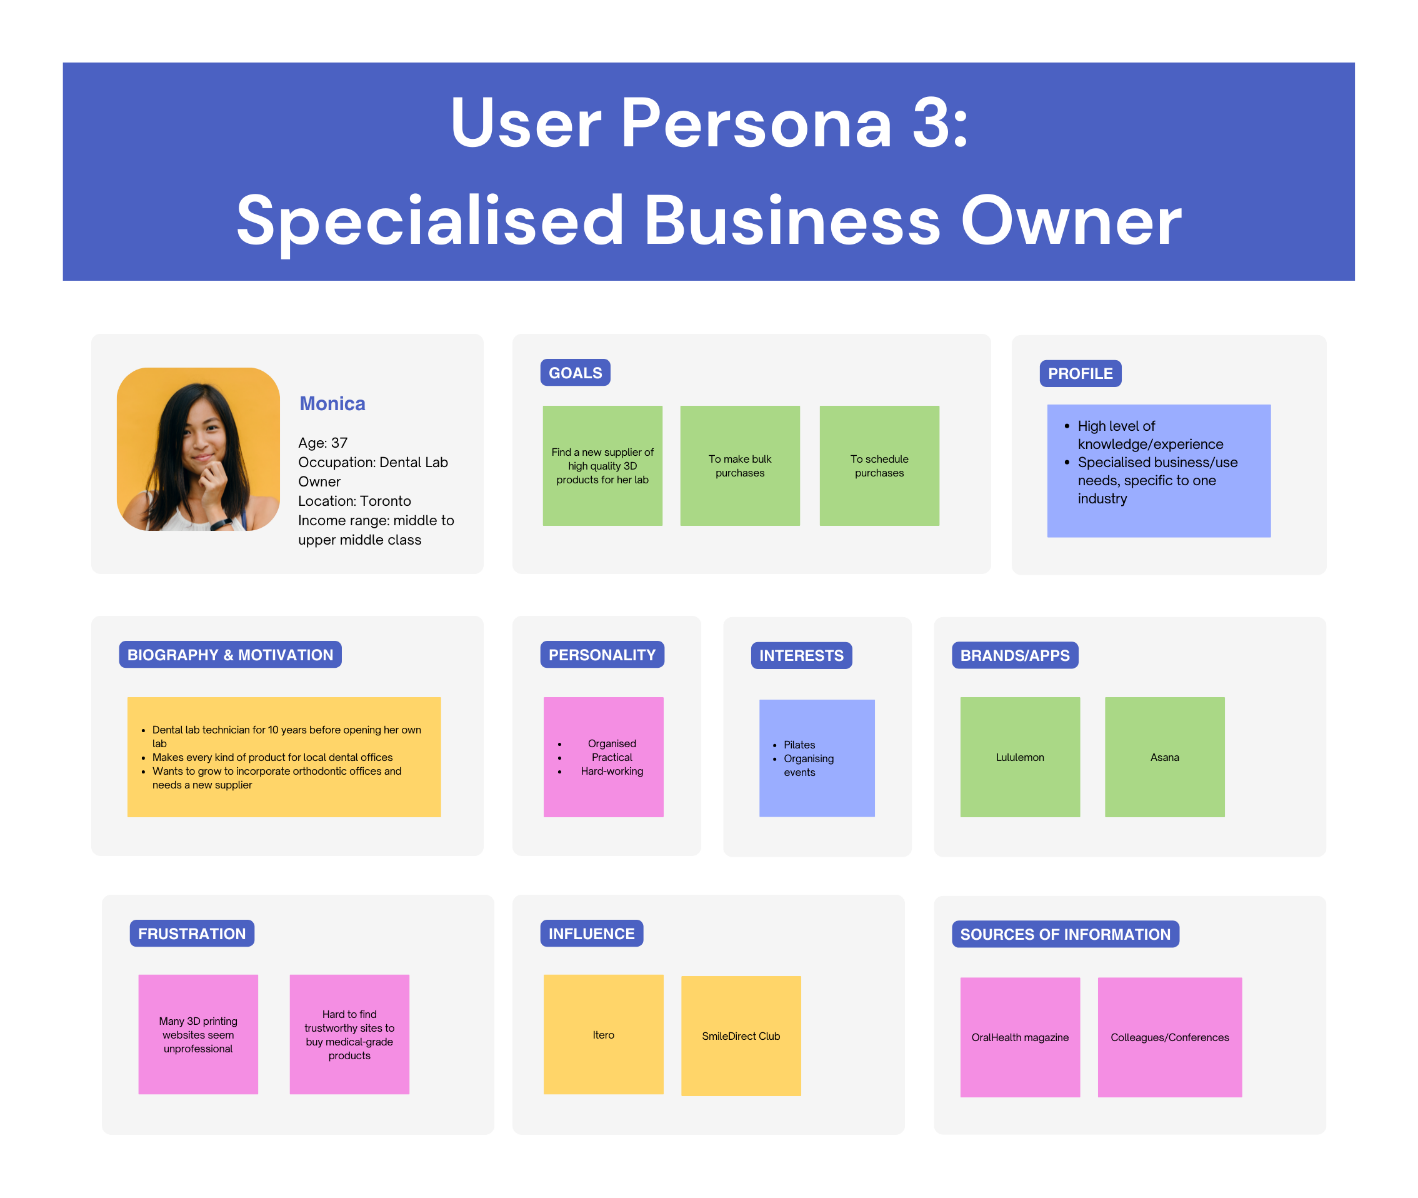 User Persona 3:
Specialised Business Owner
Monica
Age: 37
Occupation: Dental Lab
Owner
Location: Toronto
Income range: middle to
upper middle class
GOALS
Find a new supplier of
high quality 3D
products for her lab
To make bulk
purchases
To schedule
purchases
PROFILE
• High level of
knowledge/experience
• Specialised business/use
needs, specific to one
industry
BIOGRAPHY & MOTIVATION
• Dental lab technician for 10 years before opening her own
lab
• Makes every kind of product for local dental offices
• Wants to grow to incorporate orthodontic offices and
needs a new supplier
PERSONALITY
• Organised
• Practical
• Hard-working
INTERESTS
• Pilates
• Organising
events
BRANDS/APPS
Lululemon
Asana
FRUSTRATION
Many 3D printing
websites seem
unprofessional
Hard to find
trustworthy sites to
buy medical-grade
products
INFLUENCE
Itero
SmileDirect Club
SOURCES OF INFORMATION
OralHealth magazine
Colleagues/Conferences